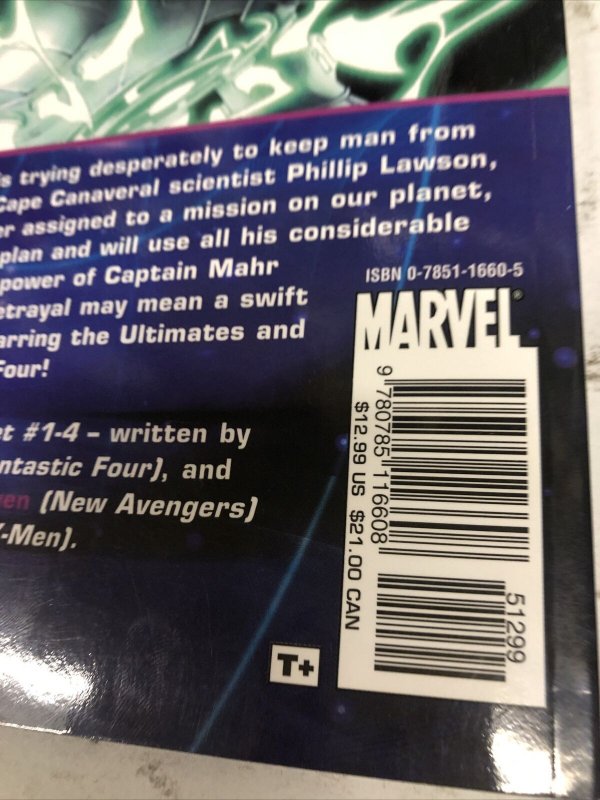 s trying desperately to keep man from
Cape Canaveral scientist Phillip Lawson,
er assigned to a mission on our planet,
plan and will use all his considerable
power of Captain Mahr
etrayal may mean a swift
arring the Ultimates and
Four!
et #1-4 – written by
ntastic Four), and
en (New Avengers)
X-Men).
ISBN 0-7851-1660-5
MARVEL®
9 780785 116608
51299
$12.99 US $21.00 CAN
T+